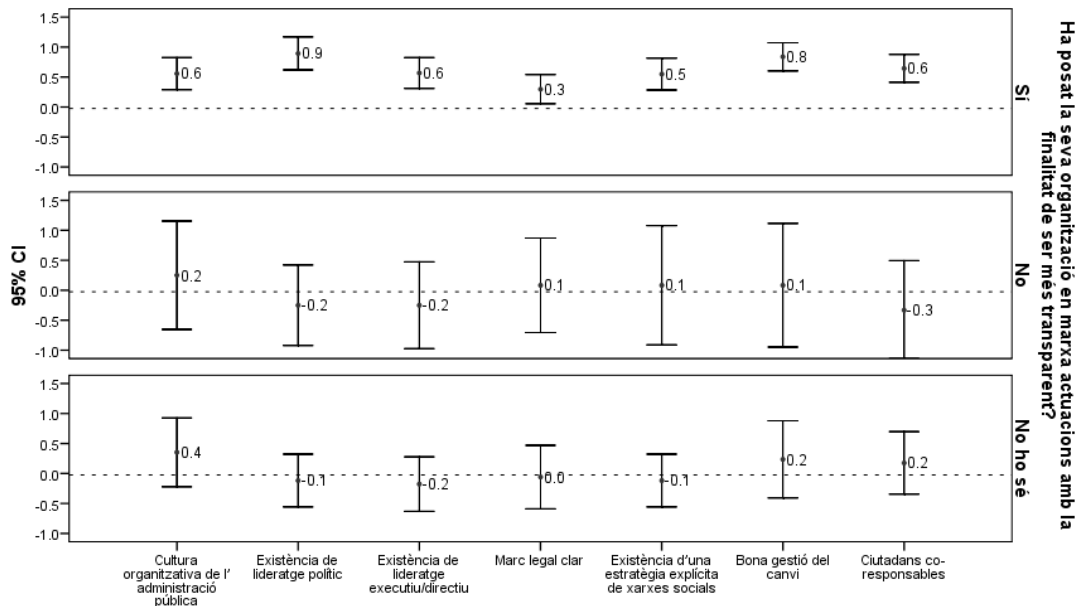 1.5
1.0
0.5
0.0
-0.5
-1.0
0.6
0.9
0.6
0.3
0.5
0.8
0.6
Sí
1.5
1.0
0.5
0.0
-0.5
-1.0
0.2
-0.2
-0.2
0.1
0.1
0.1
-0.3
No
1.5
1.0
0.5
0.0
-0.5
-1.0
0.4
-0.1
-0.2
0.0
-0.1
0.2
0.2
No ho sé
95% CI
Cultura
organitzativa de l'
administració
pública
Existència de
lideratge polític
Existència de
lideratge
executiu/directiu
Marc legal clar
Existència d'una
estratègia explícita
de xarxes socials
Bona gestió del
canvi
Ciutadans co-
responsables
Ha posat la seva organització en marxa actuacions amb la
finalitat de ser més transparent?